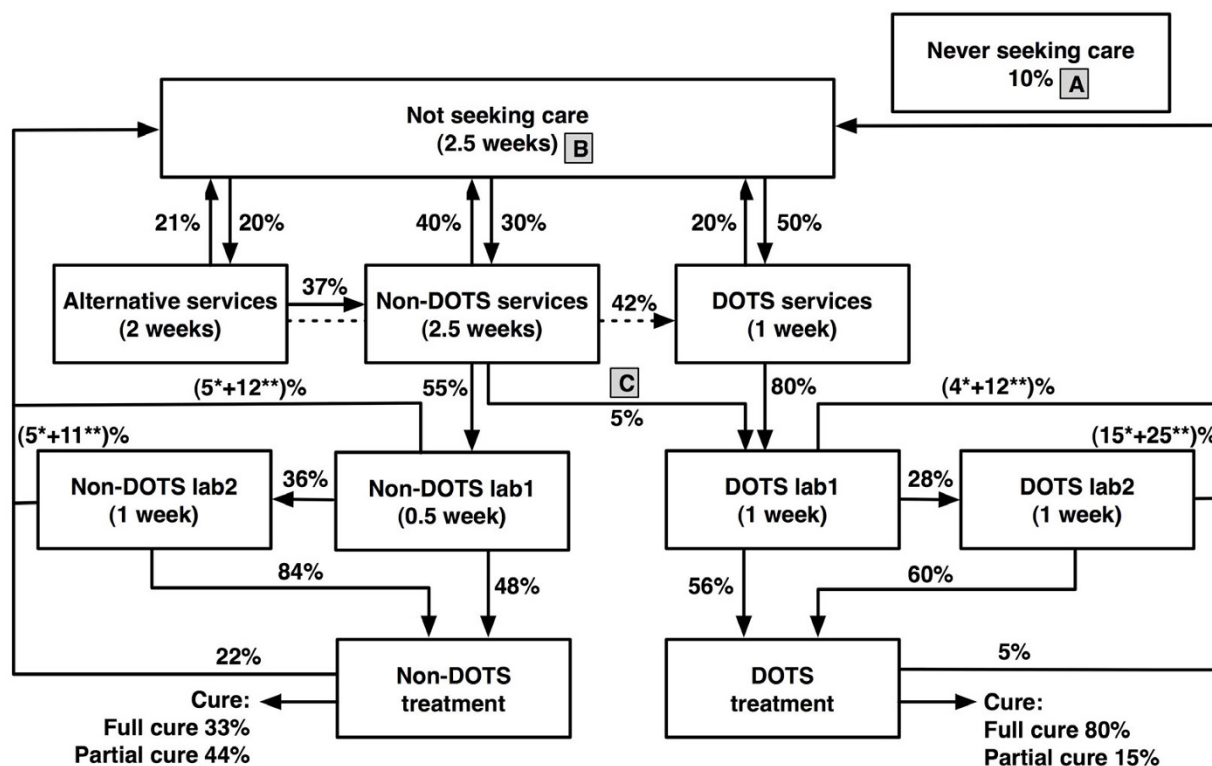 Never seeking care
10% A
Not seeking care
(2.5 weeks) B
21%
20%
40%
30%
20%
50%
Alternative services
(2 weeks)
37%
Non-DOTS services
(2.5 weeks)
42%
DOTS services
(1 week)
(5*+12**)%
55%
C
5%
80%
(4*+12**)%
(5*+11**)%
(15*+25**)%
Non-DOTS lab2
(1 week)
36%
Non-DOTS lab1
(0.5 week)
DOTS lab1
(1 week)
28%
DOTS lab2
(1 week)
84%
48%
56%
60%
22%
Non-DOTS
treatment
DOTS
treatment
5%
Cure:
Full cure 33%
Partial cure 44%
Cure:
Full cure 80%
Partial cure 15%